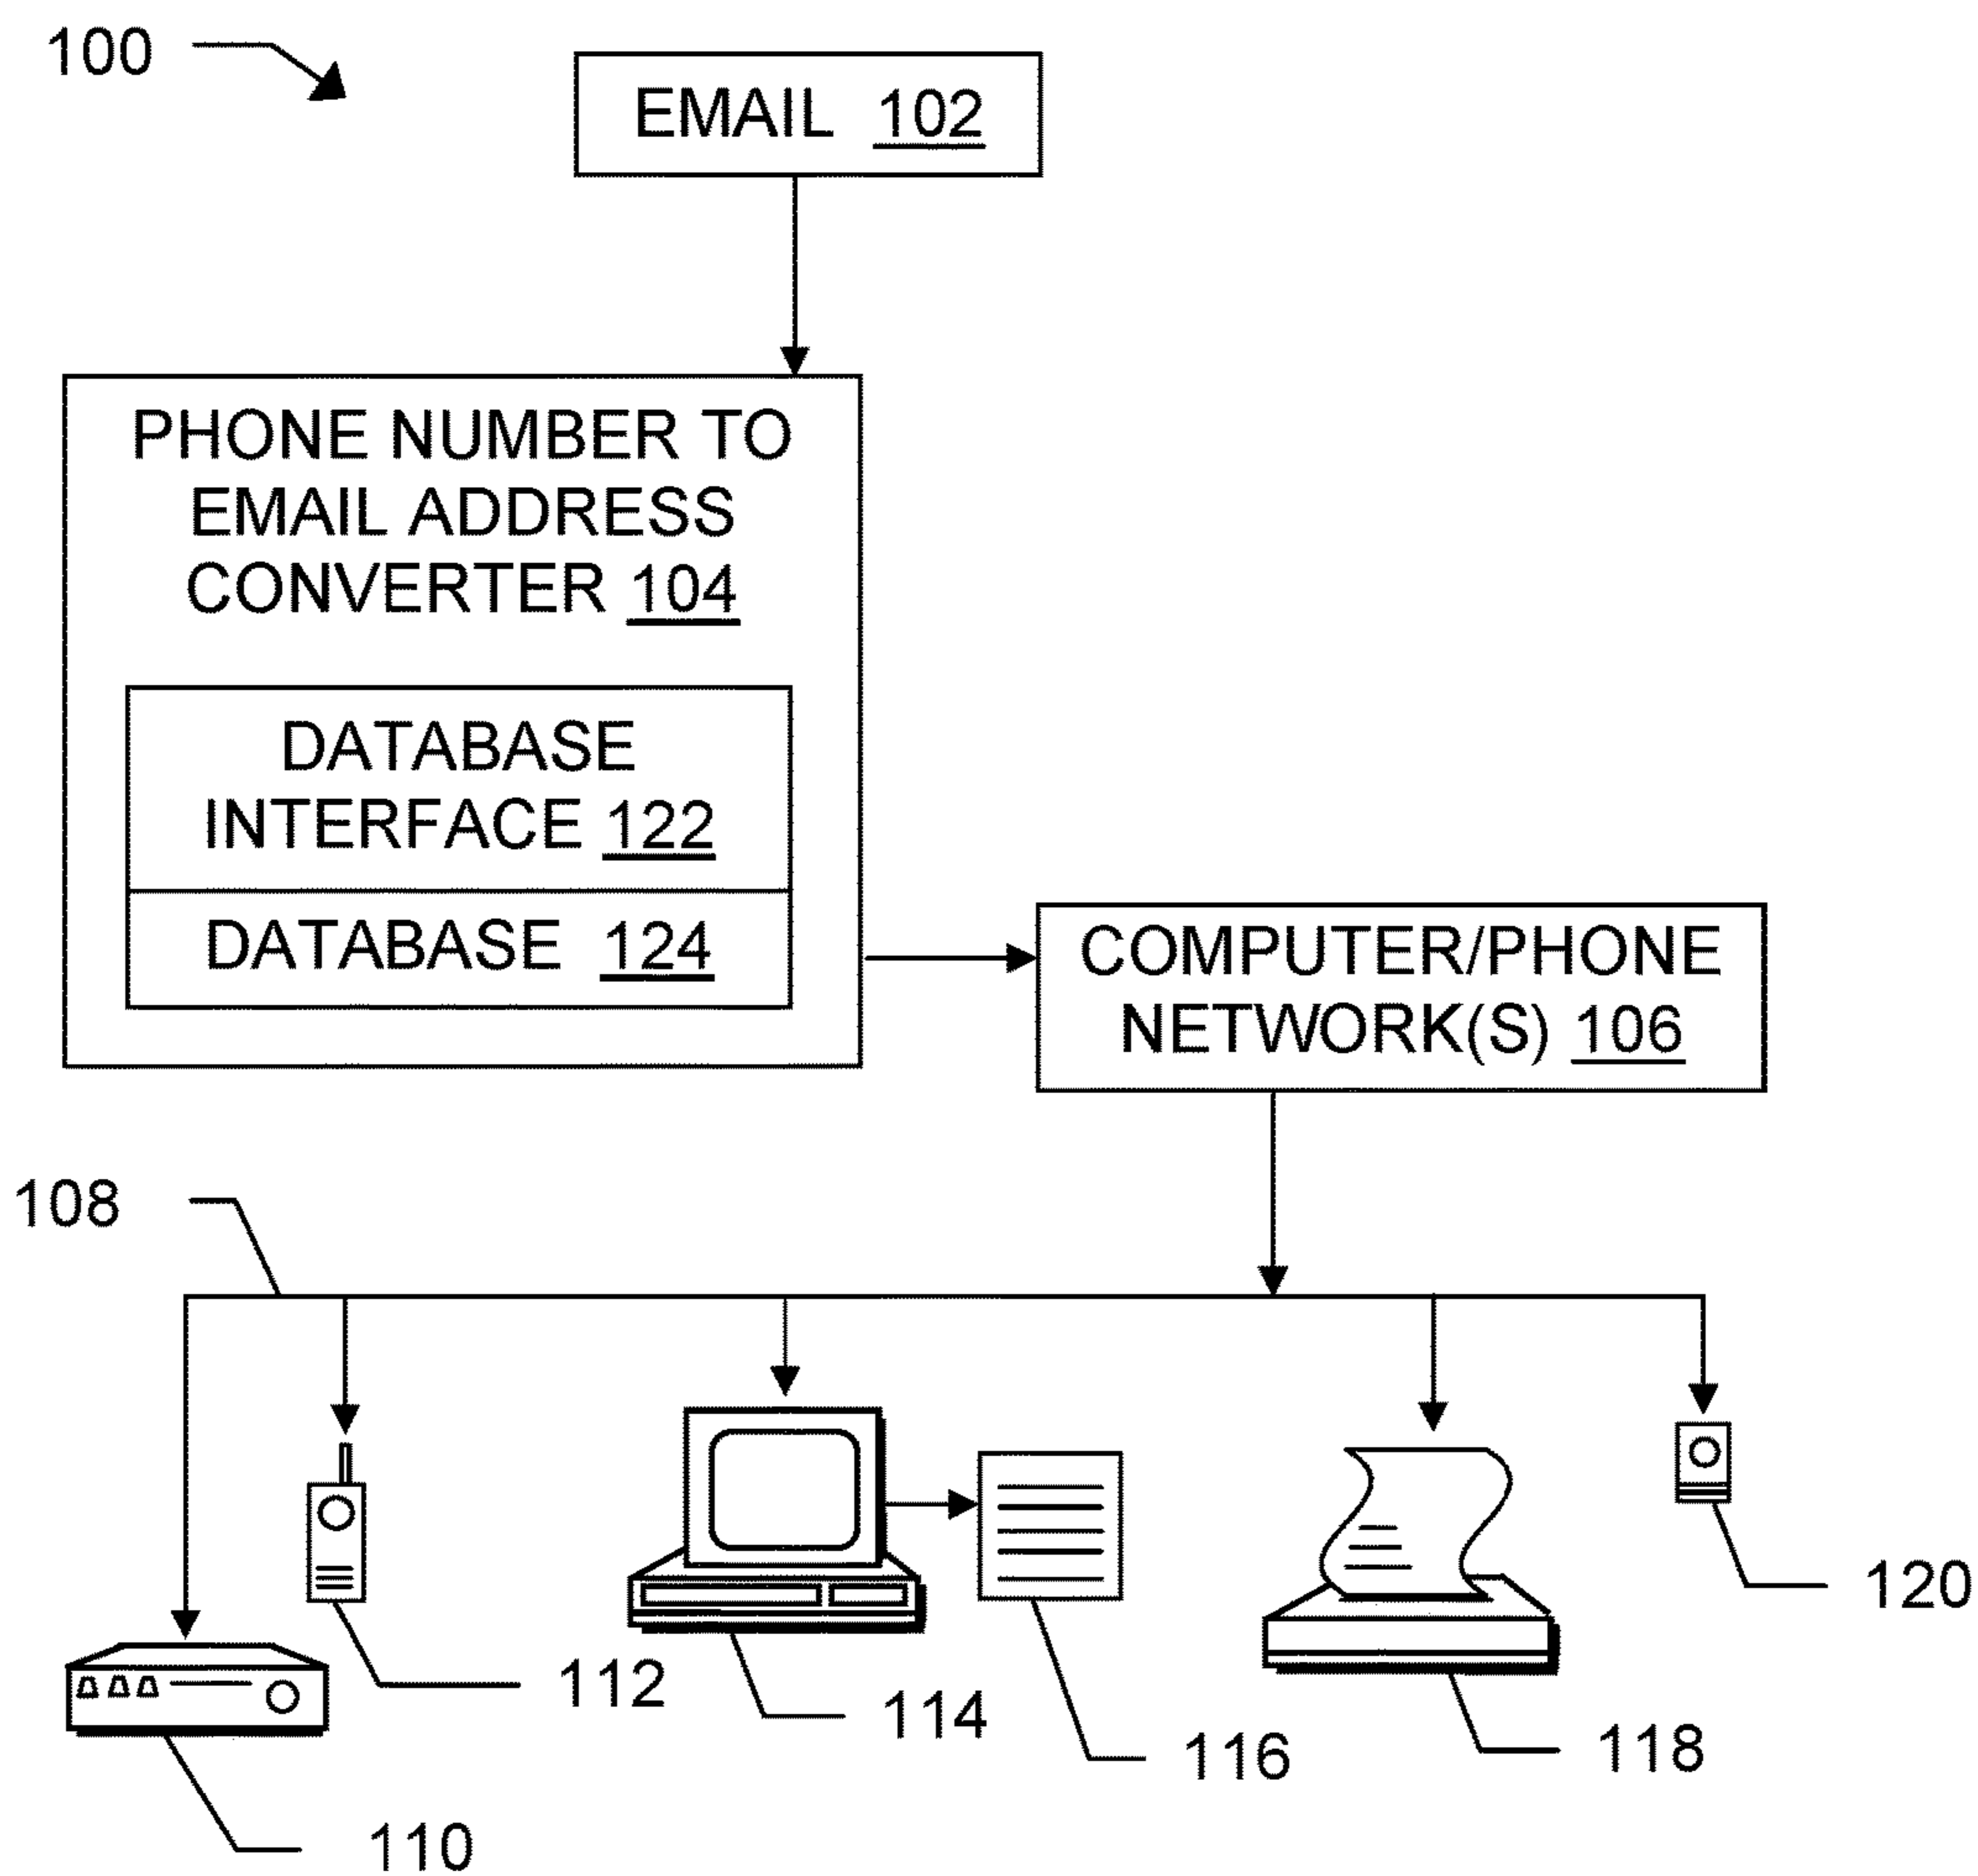 100
EMAIL 102
PHONE NUMBER TO
EMAIL ADDRESS
CONVERTER 104
DATABASE
INTERFACE 122
DATABASE 124
COMPUTER/PHONE
NETWORK(S) 106
108
120
112
114
116
118
110